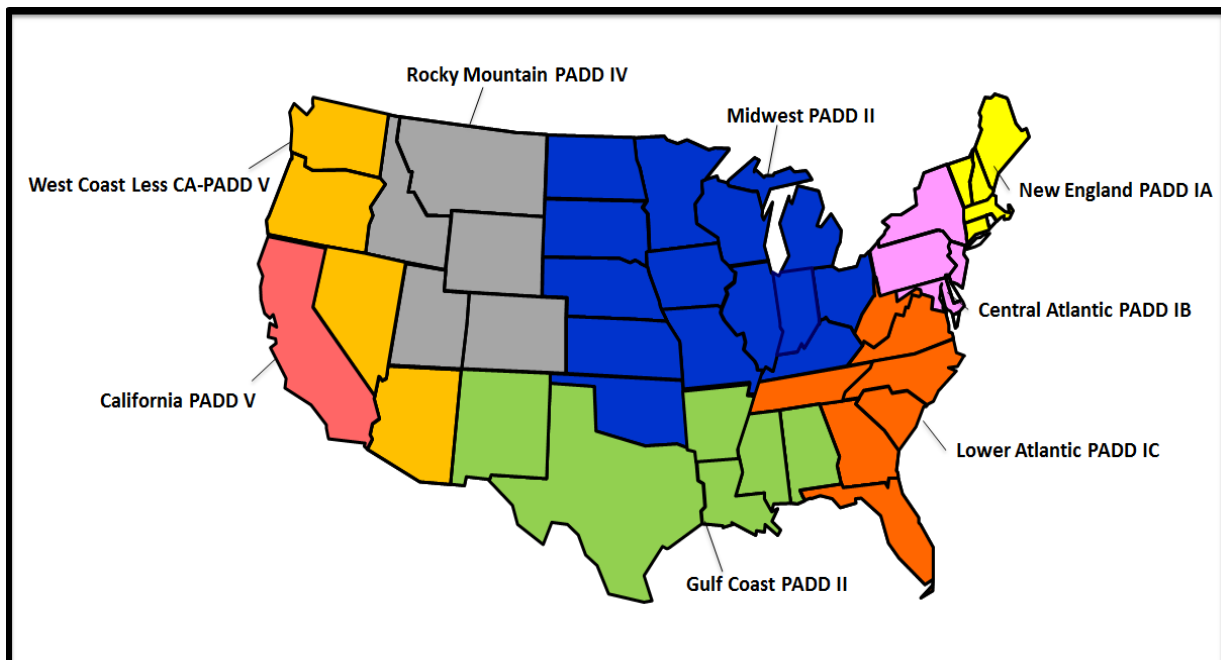 Rocky Mountain PADD IV
Midwest PADD II
West Coast Less CA-PADD V
New England PADD IA
Central Atlantic PADD IB
California PADD V
Lower Atlantic PADD IC
Gulf Coast PADD II